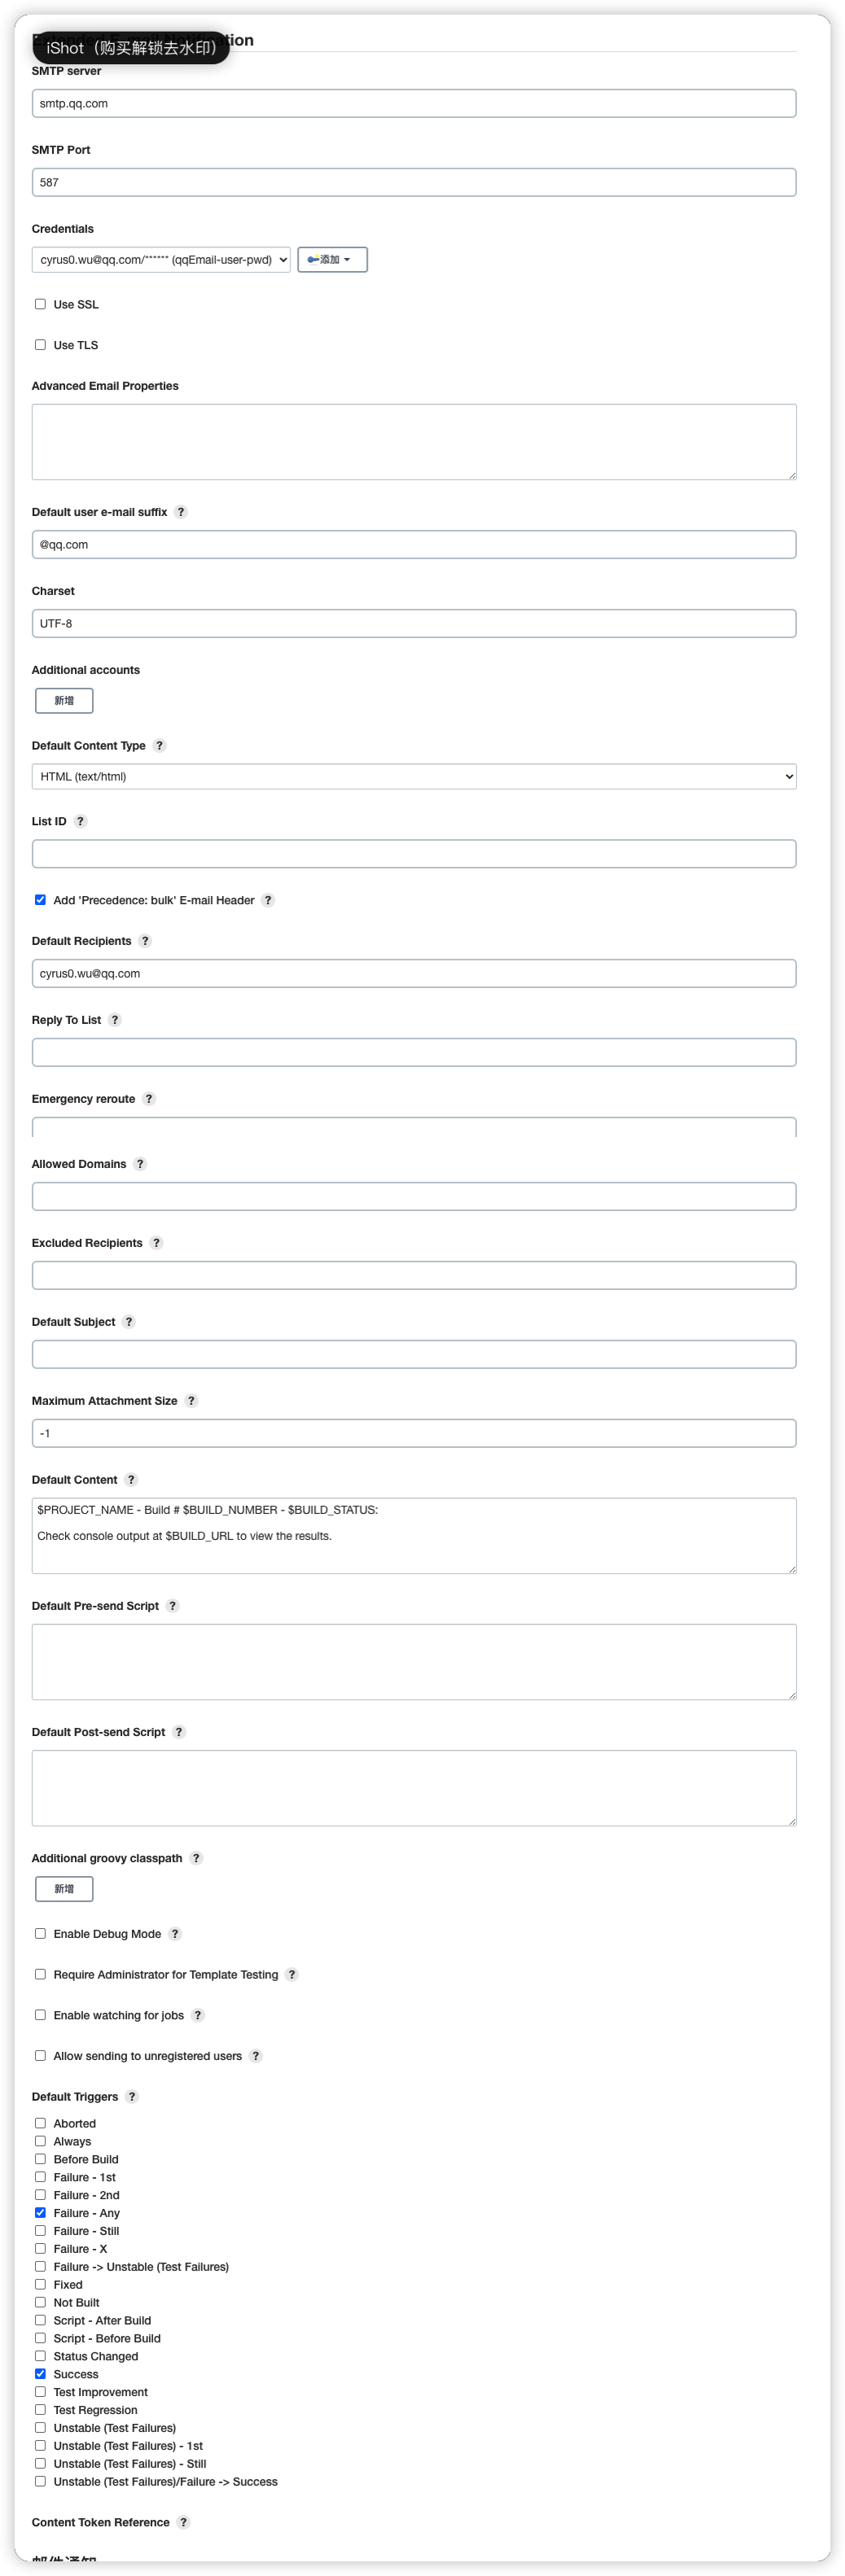 Extended E-mail Notification
iShot（购买解锁去水印）
SMTP server
smtp.qq.com
SMTP Port
587
Credentials
cyrus0.wu@qq.com/****** (qqEmail-user-pwd)
添加
Use SSL
Use TLS
Advanced Email Properties
Default user e-mail suffix ?
@qq.com
Charset
UTF-8
Additional accounts
新增
Default Content Type ?
HTML (text/html)
List ID ?
Add 'Precedence: bulk' E-mail Header ?
Default Recipients ?
cyrus0.wu@qq.com
Reply To List ?
Emergency reroute ?
Allowed Domains ?
Excluded Recipients ?
Default Subject ?
Maximum Attachment Size ?
-1
Default Content ?
$PROJECT_NAME - Build # $BUILD_NUMBER - $BUILD_STATUS:
Check console output at $BUILD_URL to view the results.
Default Pre-send Script ?
Default Post-send Script ?
Additional groovy classpath ?
新增
Enable Debug Mode ?
Require Administrator for Template Testing ?
Enable watching for jobs ?
Allow sending to unregistered users ?
Default Triggers ?
Aborted
Always
Before Build
Failure - 1st
Failure - 2nd
Failure - Any
Failure - Still
Failure - X
Failure -> Unstable (Test Failures)
Fixed
Not Built
Script - After Build
Script - Before Build
Status Changed
Success
Test Improvement
Test Regression
Unstable (Test Failures)
Unstable (Test Failures) - 1st
Unstable (Test Failures) - Still
Unstable (Test Failures)/Failure -> Success
Content Token Reference ?
邮件通知